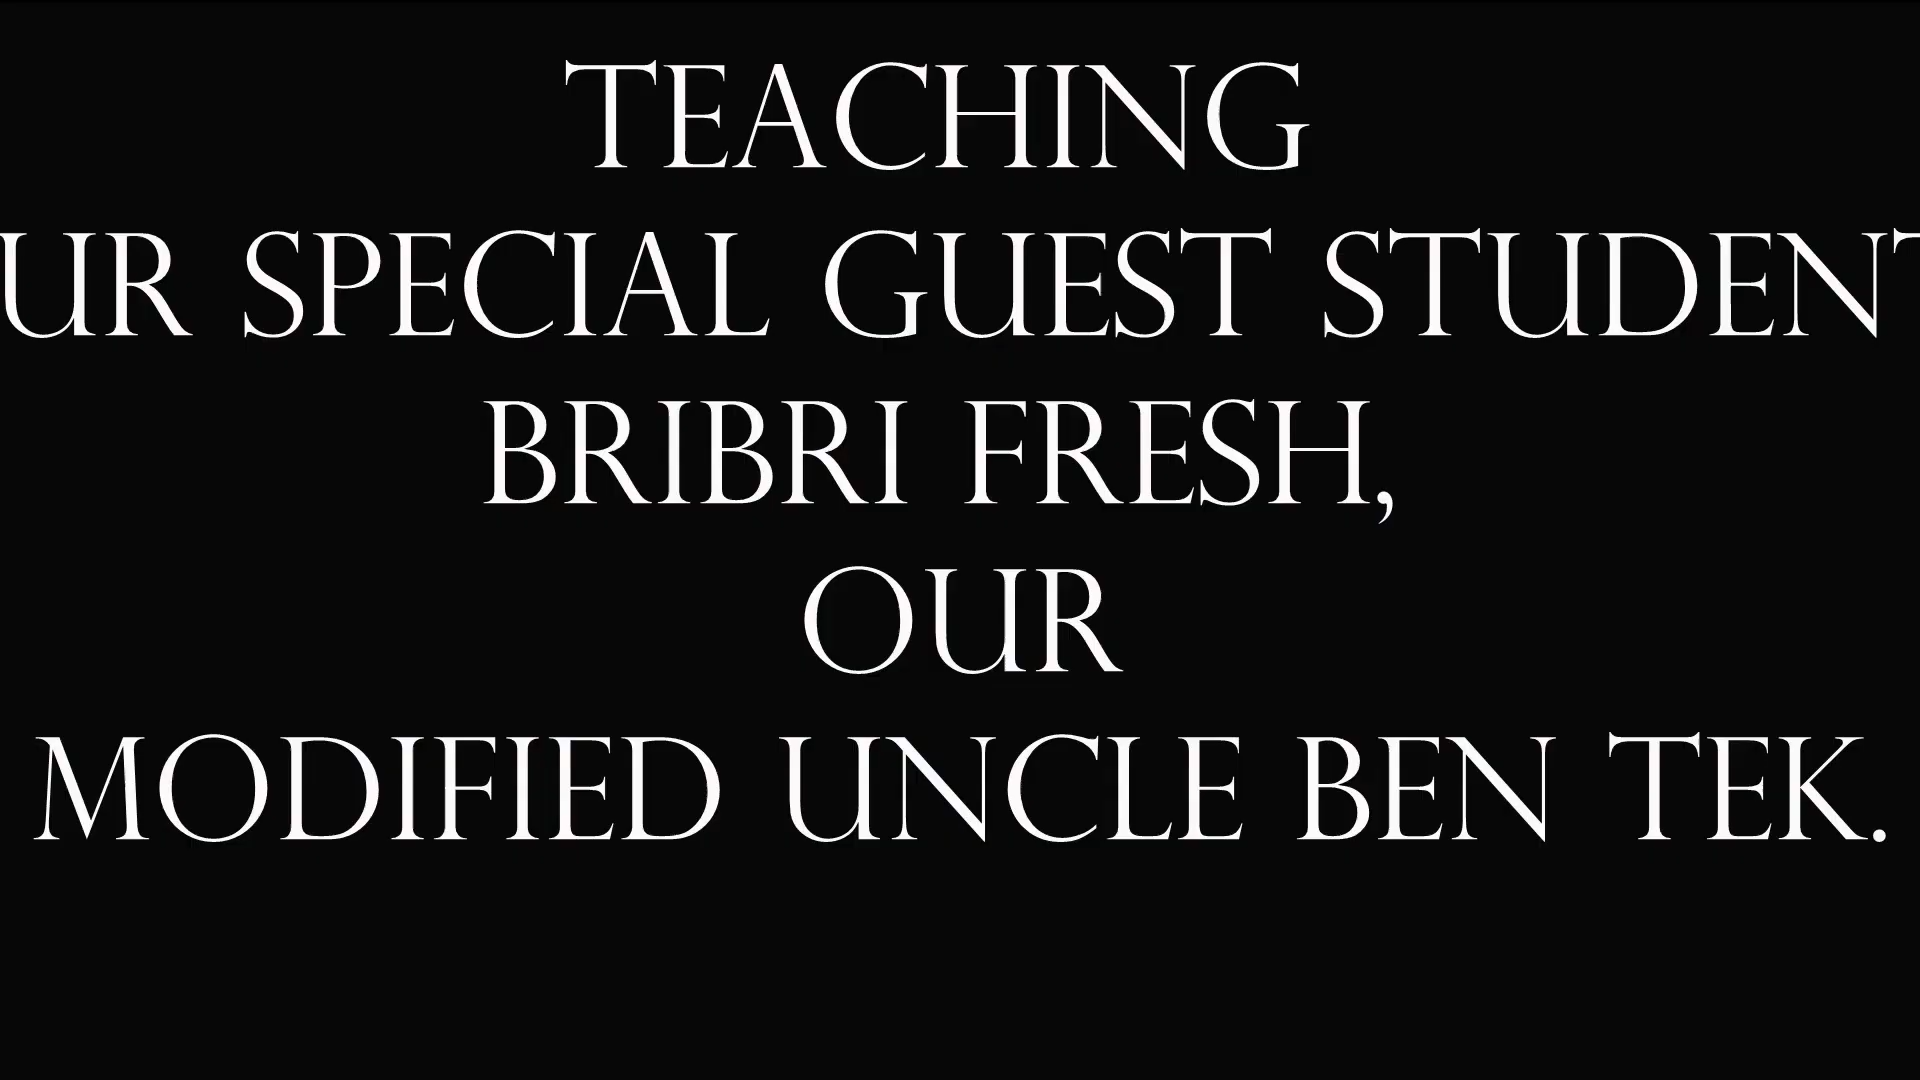 TEACHING
UR SPECIAL GUEST STUDENT
BRIBRI FRESH,
OUR
MODIFIED UNCLE BEN TEK.